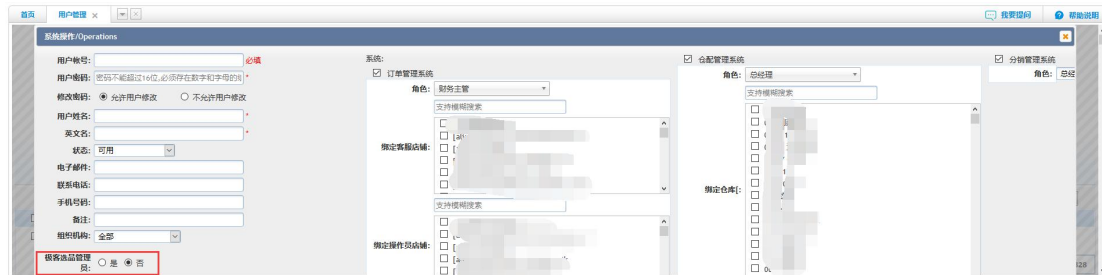 首页
用户管理 ×
我要提问
帮助说明
系统操作/Operations
用户帐号:
必填
用户密码: 密码不能超过16位,必须存在数字和字母的
*
修改密码: 允许用户修改 不允许用户修改
用户姓名:
*
英文名:
*
状态: 可用
电子邮件:
联系电话:
手机号码:
备注:
组织机构: 全部
极客选品管理
员: 是 否
系统:
订单管理系统
角色: 财务主管
支持模糊搜索
绑定客服店铺:
支持模糊搜索
绑定操作员店铺:
仓配管理系统
角色: 总经理
支持模糊搜索
绑定仓库[:
分销管理系统
角色: 总经